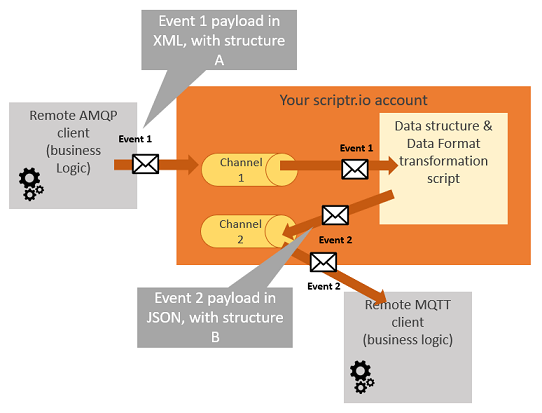 Event 1 payload in
XML, with structure
A
Your scriptr.io account
Remote AMQP
client
(business
Logic)
Event 1
Channel
1
Event 1
Data structure &
Data Format
transformation
script
Channel
2
Event 2
Event 2
Event 2 payload in
JSON, with structure
B
Remote MQTT
client
(business logic)